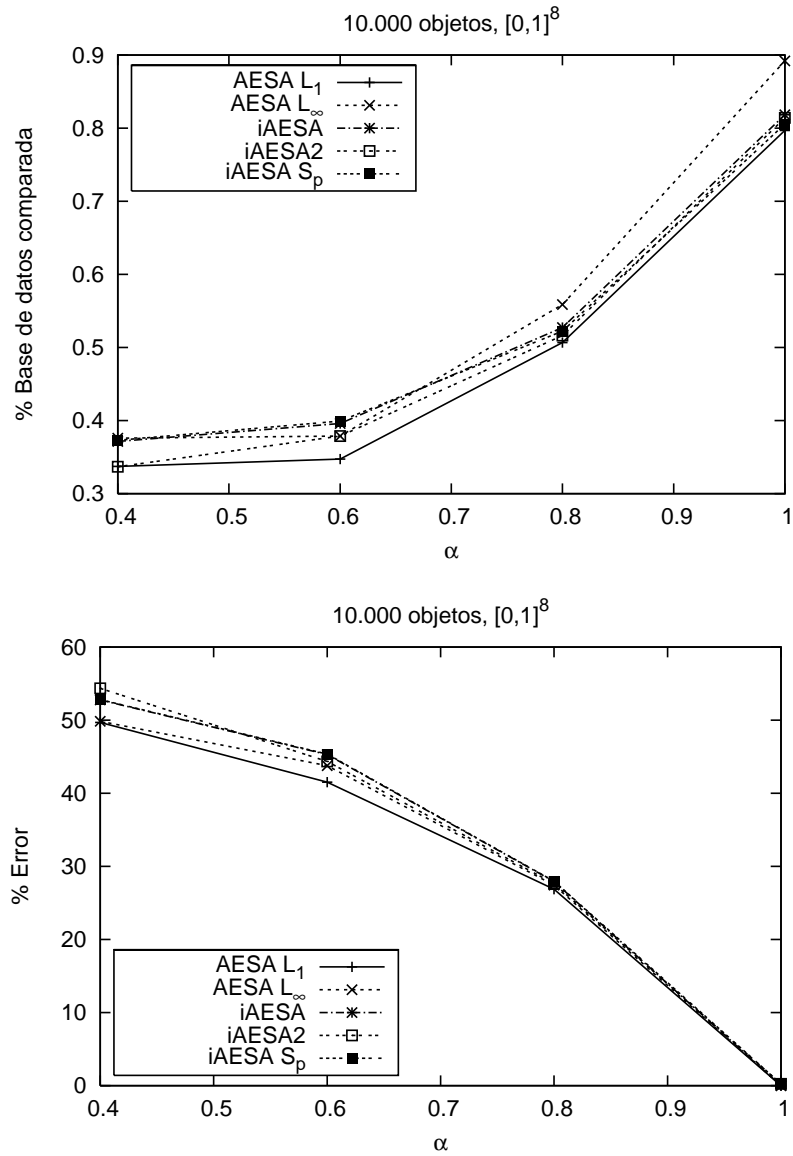 10.000 objetos, [0,1]^8
% Base de datos comparada
0.9
0.8
0.7
0.6
0.5
0.4
0.3
AESA L_1
AESA L_∞
iAESA
iAESA2
iAESA S_p
0.4 0.5 0.6 0.7 0.8 0.9 1
α
10.000 objetos, [0,1]^8
% Error
60
50
40
30
20
10
0
AESA L_1
AESA L_∞
iAESA
iAESA2
iAESA S_p
0.4 0.5 0.6 0.7 0.8 0.9 1
α